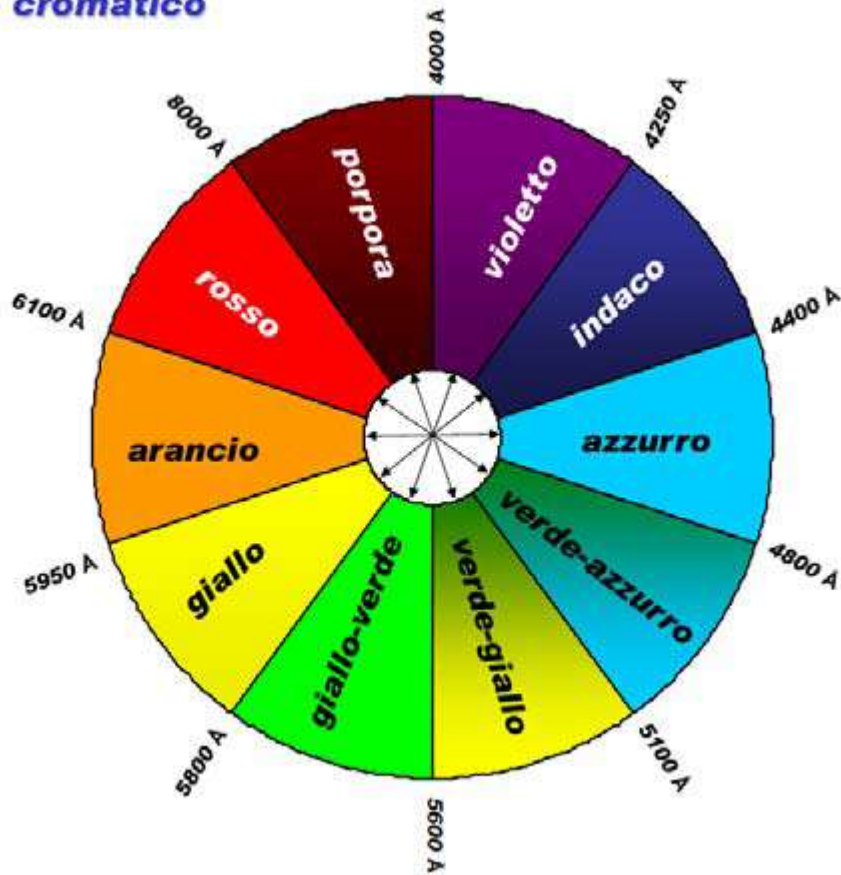 cromatico
4000 Å
4250 Å
4400 Å
4800 Å
5100 Å
5600 Å
5800 Å
5950 Å
6100 Å
8000 Å
porpora
violetto
indaco
azzurro
verde-azzurro
verde-giallo
giallo-verde
giallo
arancio
rosso